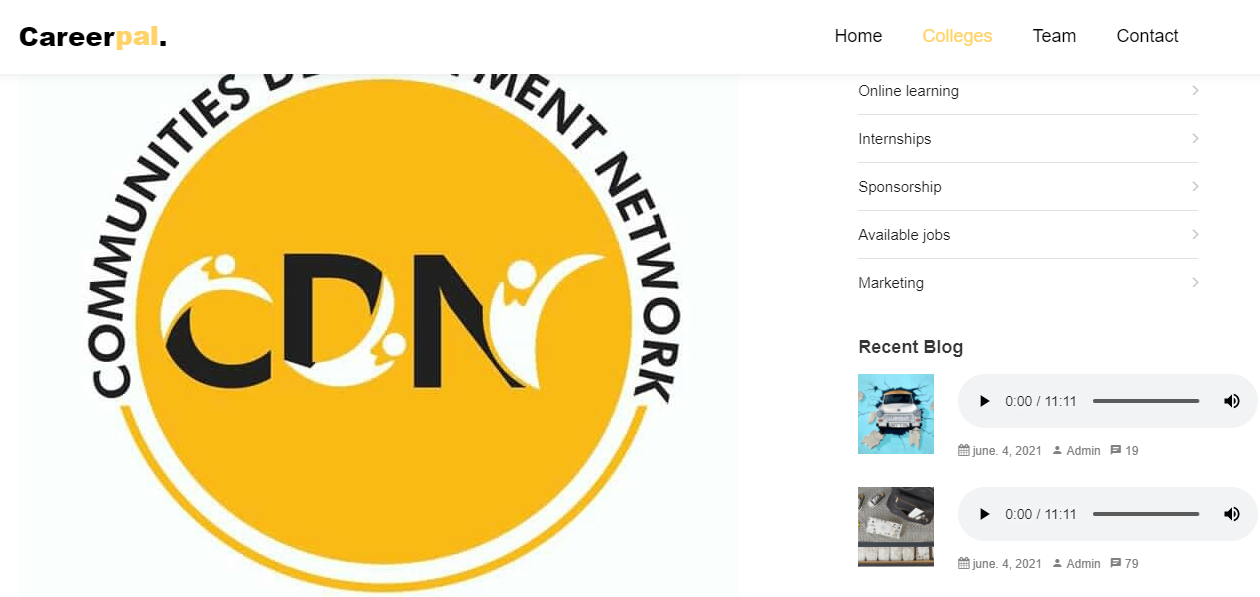 Careerpal.
Home Colleges Team Contact
COMMUNITIES NETWORK
CDN
Online learning
Internships
Sponsorship
Available jobs
Marketing
Recent Blog
0:00 / 11:11
june. 4, 2021 Admin 19
0:00 / 11:11
june. 4, 2021 Admin 79